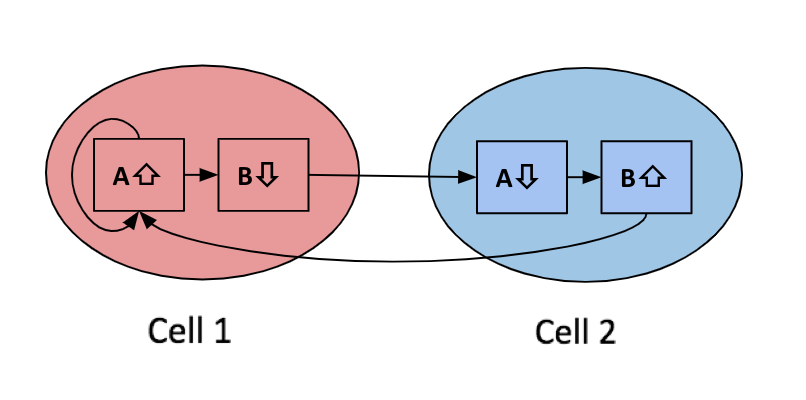 A⇧ B⇩ A⇩ B⇧
Cell 1 Cell 2